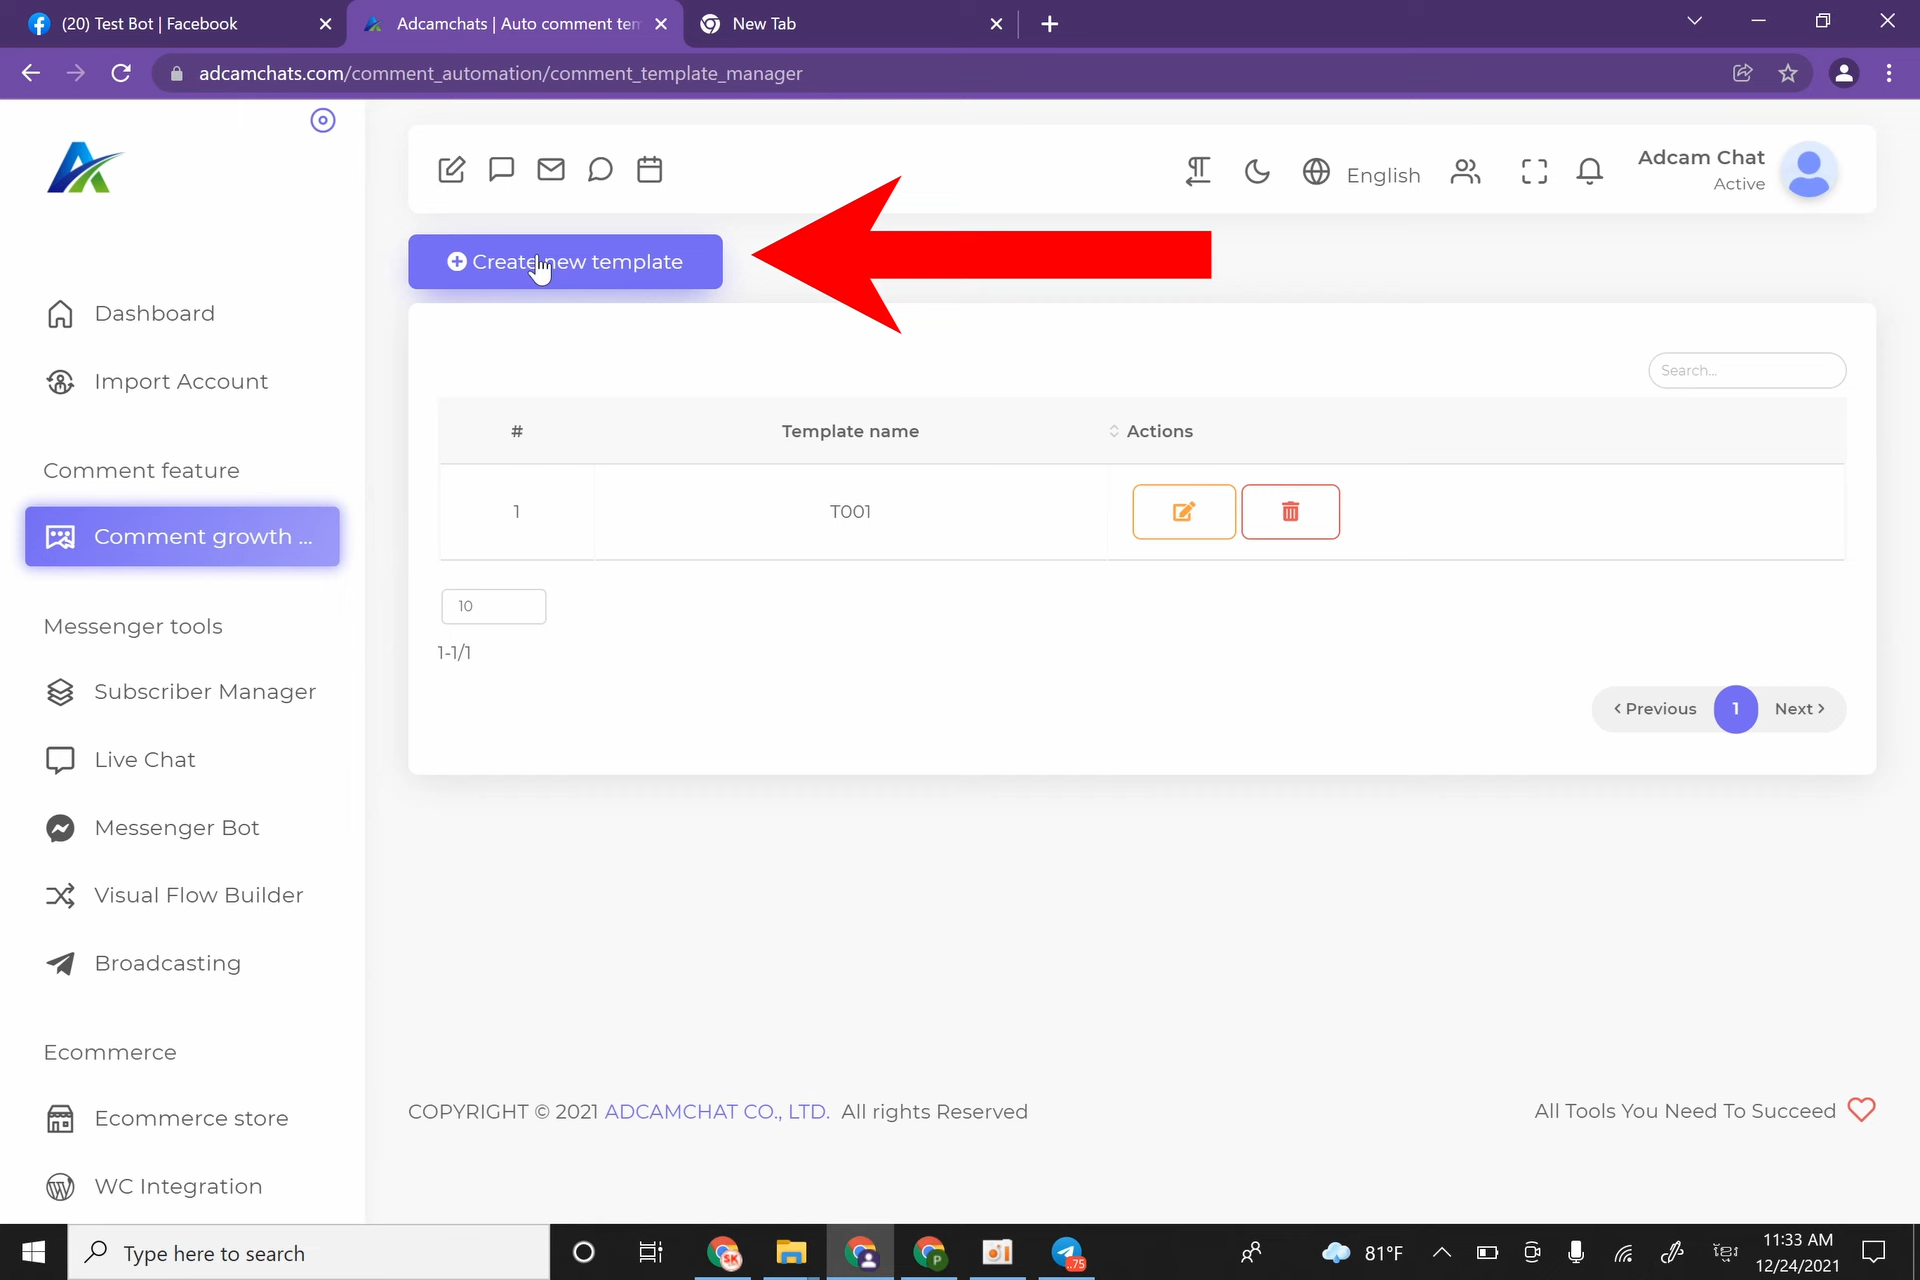 (20) Test Bot | Facebook
Adcamchats | Auto comment tem
New Tab
adcamchats.com/comment_automation/comment_template_manager
English
Adcam Chat
Active
Create new template
Dashboard
Import Account
Comment feature
Comment growth ...
Messenger tools
Subscriber Manager
Live Chat
Messenger Bot
Visual Flow Builder
Broadcasting
Ecommerce
Ecommerce store
WC Integration
Search...
# Template name Actions
1 T001
10
1-1/1
Previous 1 Next
COPYRIGHT © 2021 ADCAMCHAT CO., LTD. All rights Reserved
All Tools You Need To Succeed
Type here to search
SK
P
..75
81°F
11:33 AM
12/24/2021